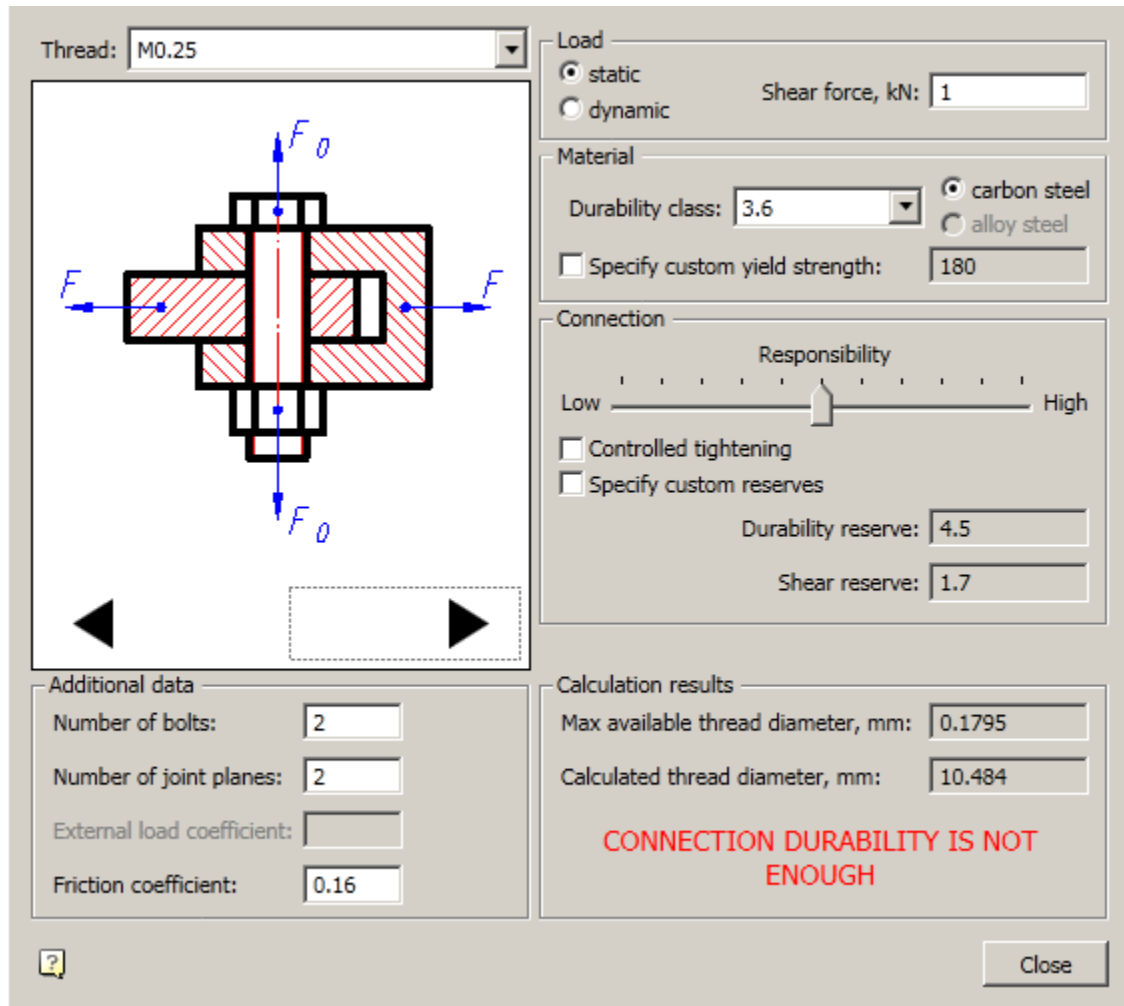 Thread: M0.25
F 0
F
F
F 0
Load
static
dynamic
Shear force, kN: 1
Material
Durability class: 3.6
carbon steel
alloy steel
Specify custom yield strength: 180
Connection
Responsibility
Low
High
Controlled tightening
Specify custom reserves
Durability reserve: 4.5
Shear reserve: 1.7
Additional data
Number of bolts: 2
Number of joint planes: 2
External load coefficient:
Friction coefficient: 0.16
Calculation results
Max available thread diameter, mm: 0.1795
Calculated thread diameter, mm: 10.484
CONNECTION DURABILITY IS NOT
ENOUGH
?
Close